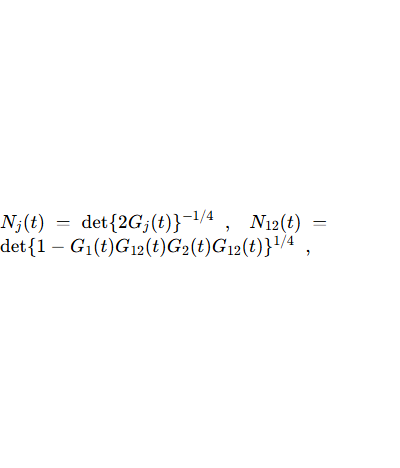 N_j(t) = det{2G_j(t)}^{−1/4} , N_{12}(t) =
det{1 − G_1(t)G_{12}(t)G_2(t)G_{12}(t)}^{1/4} ,